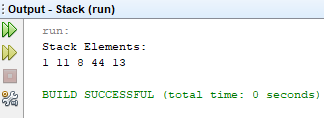 Output - Stack (run)
run:
Stack Elements:
1 11 8 44 13
BUILD SUCCESSFUL (total time: 0 seconds)